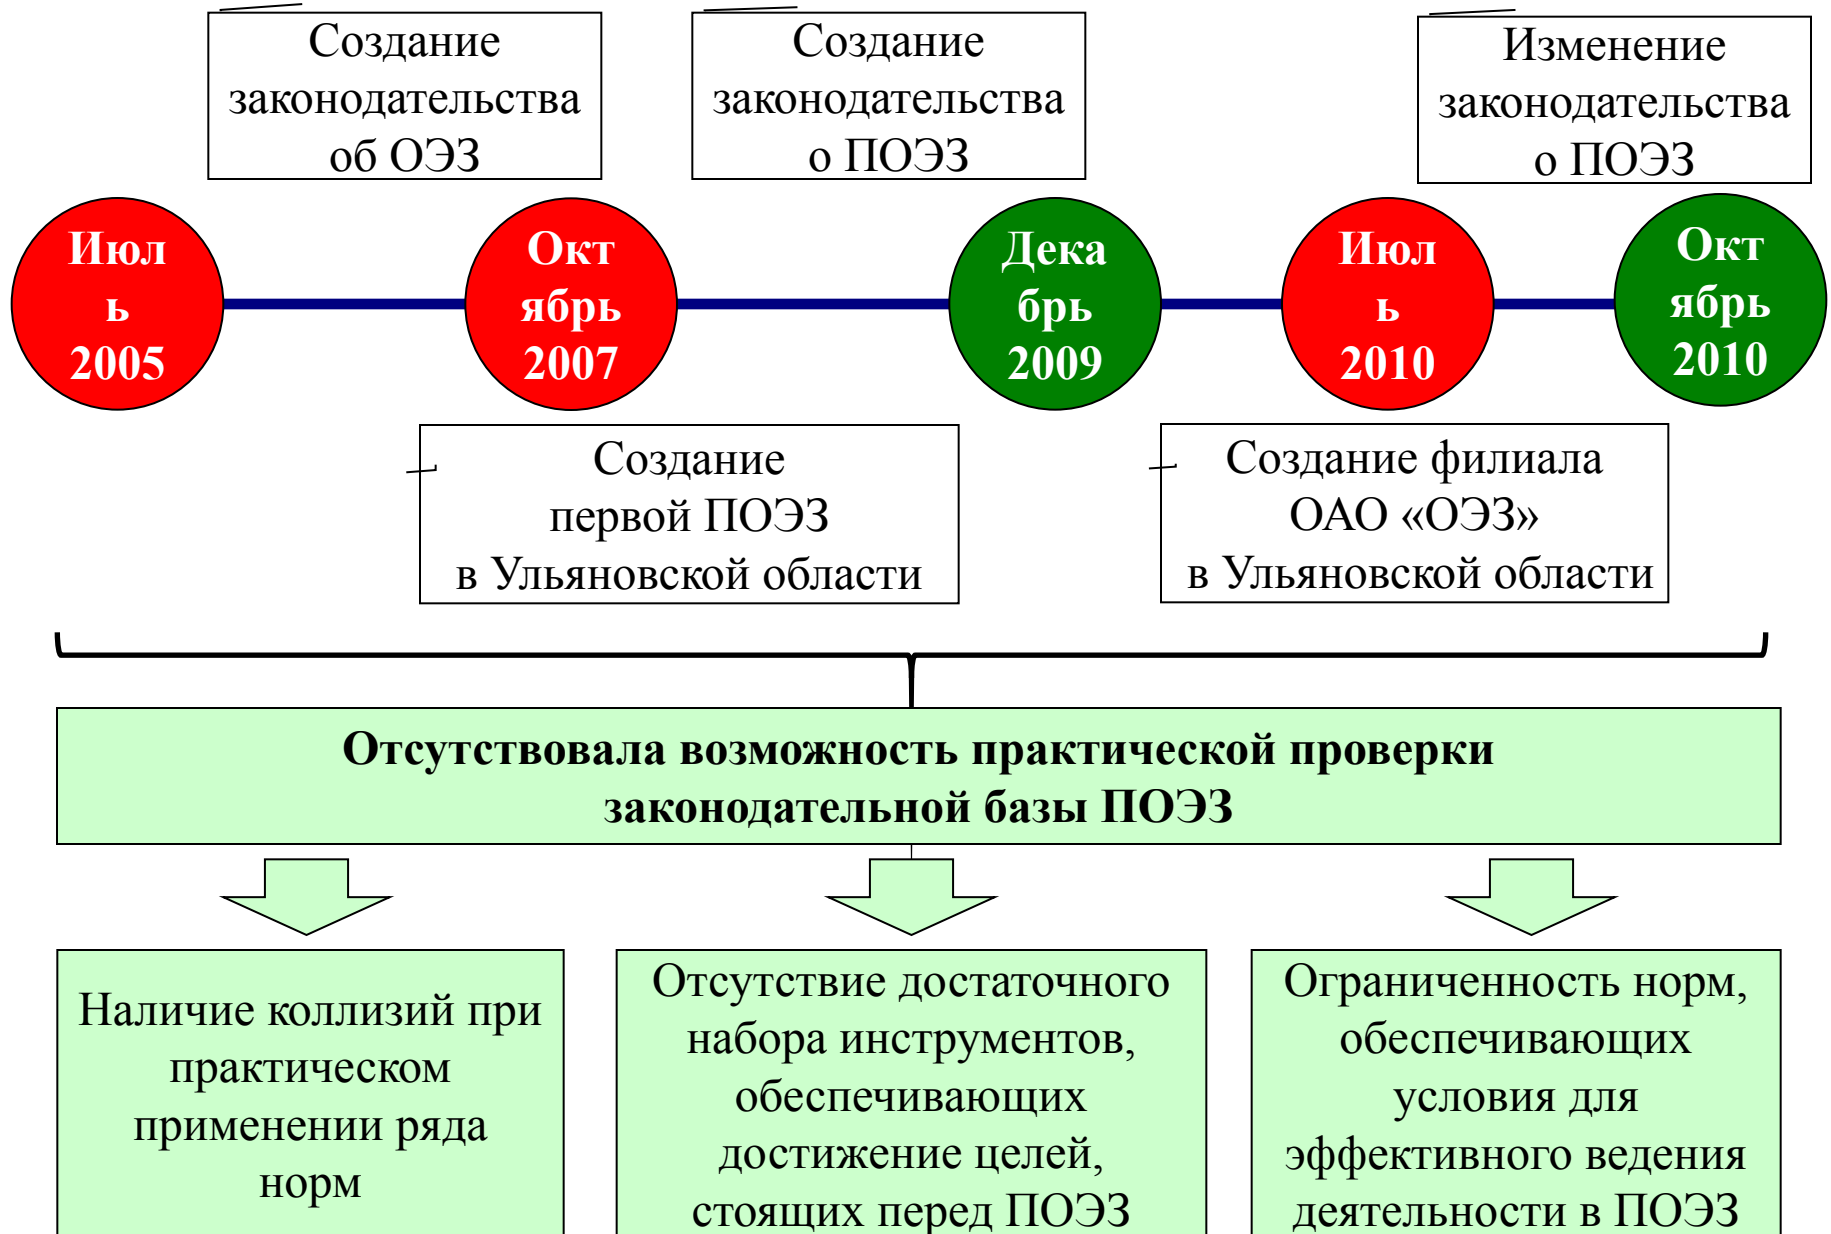 Создание
законодательства
об ОЭЗ
Создание
законодательства
о ПОЭЗ
Изменение
законодательства
о ПОЭЗ
Июл
ь
2005
Окт
ябрь
2007
Дека
брь
2009
Июл
ь
2010
Окт
ябрь
2010
Создание
первой ПОЭЗ
в Ульяновской области
Создание филиала
ОАО «ОЭЗ»
в Ульяновской области
Отсутствовала возможность практической проверки
законодательной базы ПОЭЗ
Наличие коллизий при
практическом
применении ряда
норм
Отсутствие достаточного
набора инструментов,
обеспечивающих
достижение целей,
стоящих перед ПОЭЗ
Ограниченность норм,
обеспечивающих
условия для
эффективного ведения
деятельности в ПОЭЗ